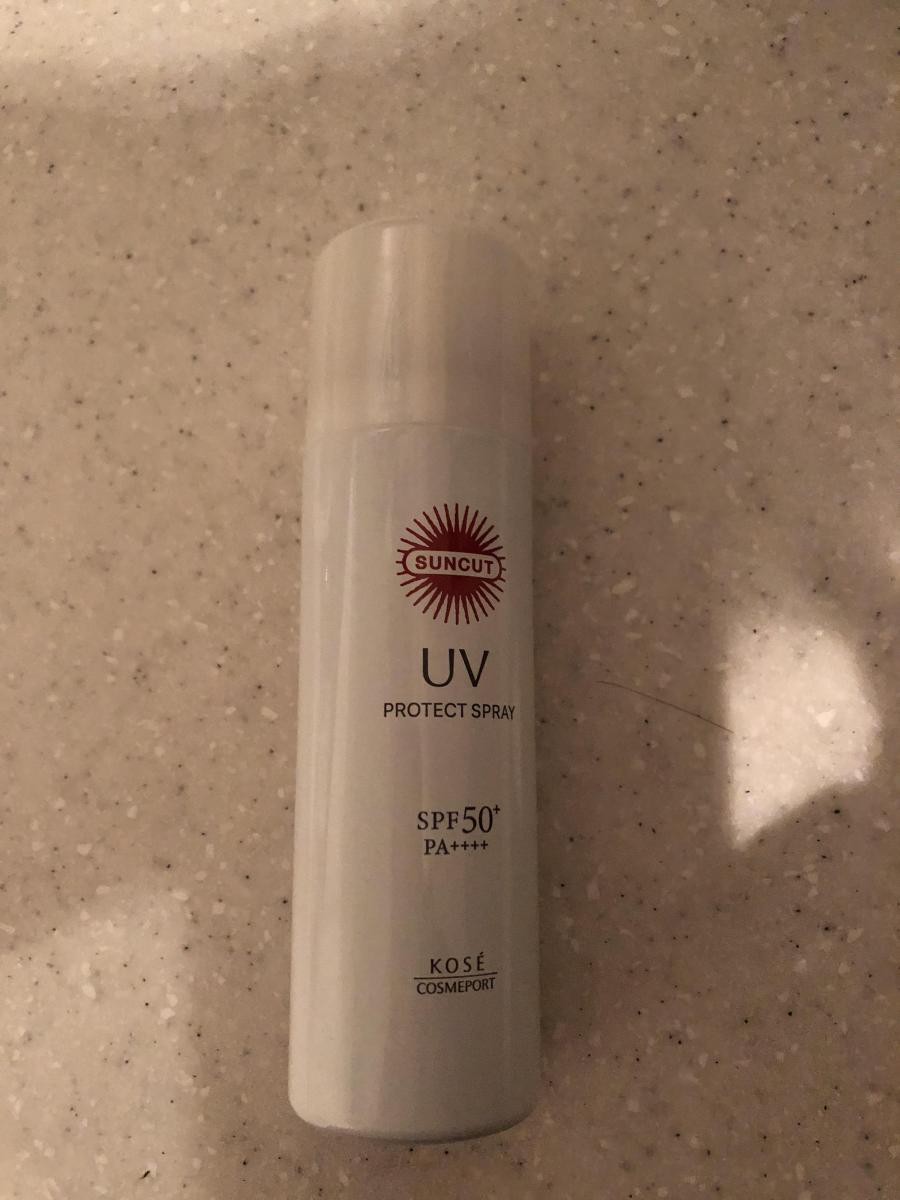 SUNCUT
UV
PROTECT SPRAY
SPF50+
PA++++
KOSÉ
COSMEPORT